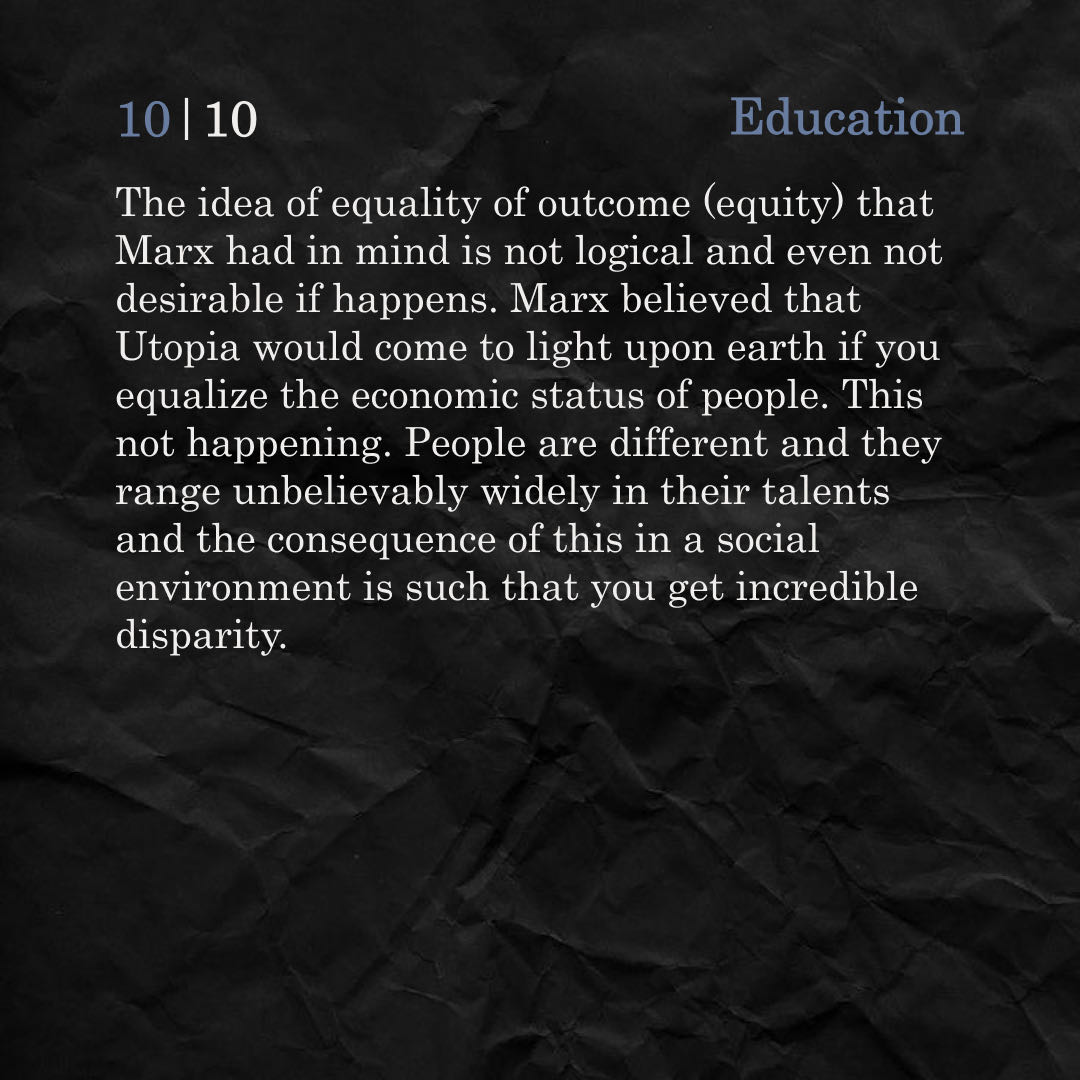 10|10
Education
The idea of equality of outcome (equity) that
Marx had in mind is not logical and even not
desirable if happens. Marx believed that
Utopia would come to light upon earth if you
equalize the economic status of people. This
not happening. People are different and they
range unbelievably widely in their talents
and the consequence of this in a social
environment is such that you get incredible
disparity.